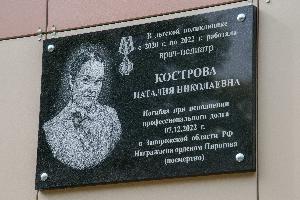 В детской поликлинике
с 2020 г. по 2022 г. работала
врач-педиатр
КОСТРОВА
НАТАЛИЯ НИКОЛАЕВНА
Погибла при исполнении
профессионального долга
07.12.2022 г.
в Запорожской области РФ
Награждена орденом Пирогова
(посмертно)